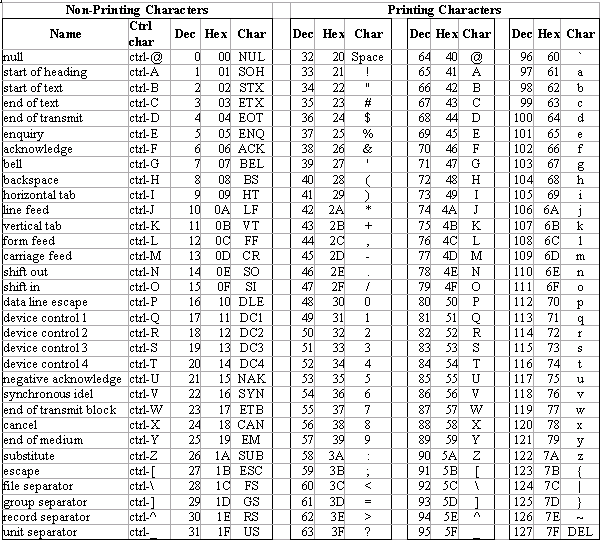 Non-Printing Characters Printing Characters
Name Ctrl char Dec Hex Char Dec Hex Char Dec Hex Char Dec Hex Char
null ctrl-@ 0 00 NUL 32 20 Space 64 40 @ 96 60 `
start of heading ctrl-A 1 01 SOH 33 21 ! 65 41 A 97 61 a
start of text ctrl-B 2 02 STX 34 22 " 66 42 B 98 62 b
end of text ctrl-C 3 03 ETX 35 23 # 67 43 C 99 63 c
end of transmit ctrl-D 4 04 EOT 36 24 $ 68 44 D 100 64 d
enquiry ctrl-E 5 05 ENQ 37 25 % 69 45 E 101 65 e
acknowledge ctrl-F 6 06 ACK 38 26 & 70 46 F 102 66 f
bell ctrl-G 7 07 BEL 39 27 ' 71 47 G 103 67 g
backspace ctrl-H 8 08 BS 40 28 ( 72 48 H 104 68 h
horizontal tab ctrl-I 9 09 HT 41 29 ) 73 49 I 105 69 i
line feed ctrl-J 10 0A LF 42 2A * 74 4A J 106 6A j
vertical tab ctrl-K 11 0B VT 43 2B + 75 4B K 107 6B k
form feed ctrl-L 12 0C FF 44 2C , 76 4C L 108 6C l
carriage feed ctrl-M 13 0D CR 45 2D - 77 4D M 109 6D m
shift out ctrl-N 14 0E SO 46 2E . 78 4E N 110 6E n
shift in ctrl-O 15 0F SI 47 2F / 79 4F O 111 6F o
data line escape ctrl-P 16 10 DLE 48 30 0 80 50 P 112 70 p
device control 1 ctrl-Q 17 11 DC1 49 31 1 81 51 Q 113 71 q
device control 2 ctrl-R 18 12 DC2 50 32 2 82 52 R 114 72 r
device control 3 ctrl-S 19 13 DC3 51 33 3 83 53 S 115 73 s
device control 4 ctrl-T 20 14 DC4 52 34 4 84 54 T 116 74 t
negative acknowledge ctrl-U 21 15 NAK 53 35 5 85 55 U 117 75 u
synchronous idel ctrl-V 22 16 SYN 54 36 6 86 56 V 118 76 v
end of transmit block ctrl-W 23 17 ETB 55 37 7 87 57 W 119 77 w
cancel ctrl-X 24 18 CAN 56 38 8 88 58 X 120 78 x
end of medium ctrl-Y 25 19 EM 57 39 9 89 59 Y 121 79 y
substitute ctrl-Z 26 1A SUB 58 3A : 90 5A Z 122 7A z
escape ctrl-[ 27 1B ESC 59 3B ; 91 5B [ 123 7B {
file separator ctrl-\ 28 1C FS 60 3C < 92 5C \ 124 7C |
group separator ctrl-] 29 1D GS 61 3D = 93 5D ] 125 7D }
record separator ctrl-^ 30 1E RS 62 3E > 94 5E ^ 126 7E ~
unit separator ctrl-_ 31 1F US 63 3F ? 95 5F _ 127 7F DEL